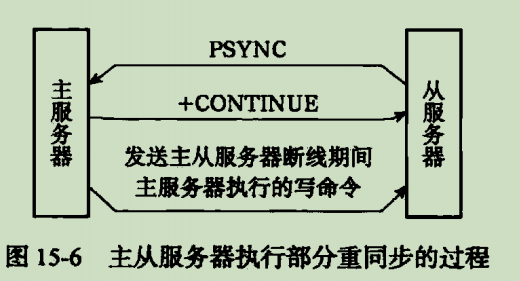 PSYNC
主服务器
+CONTINUE
从服务器
发送主从服务器断线期间
主服务器执行的写命令
图 15-6 主从服务器执行部分重同步的过程